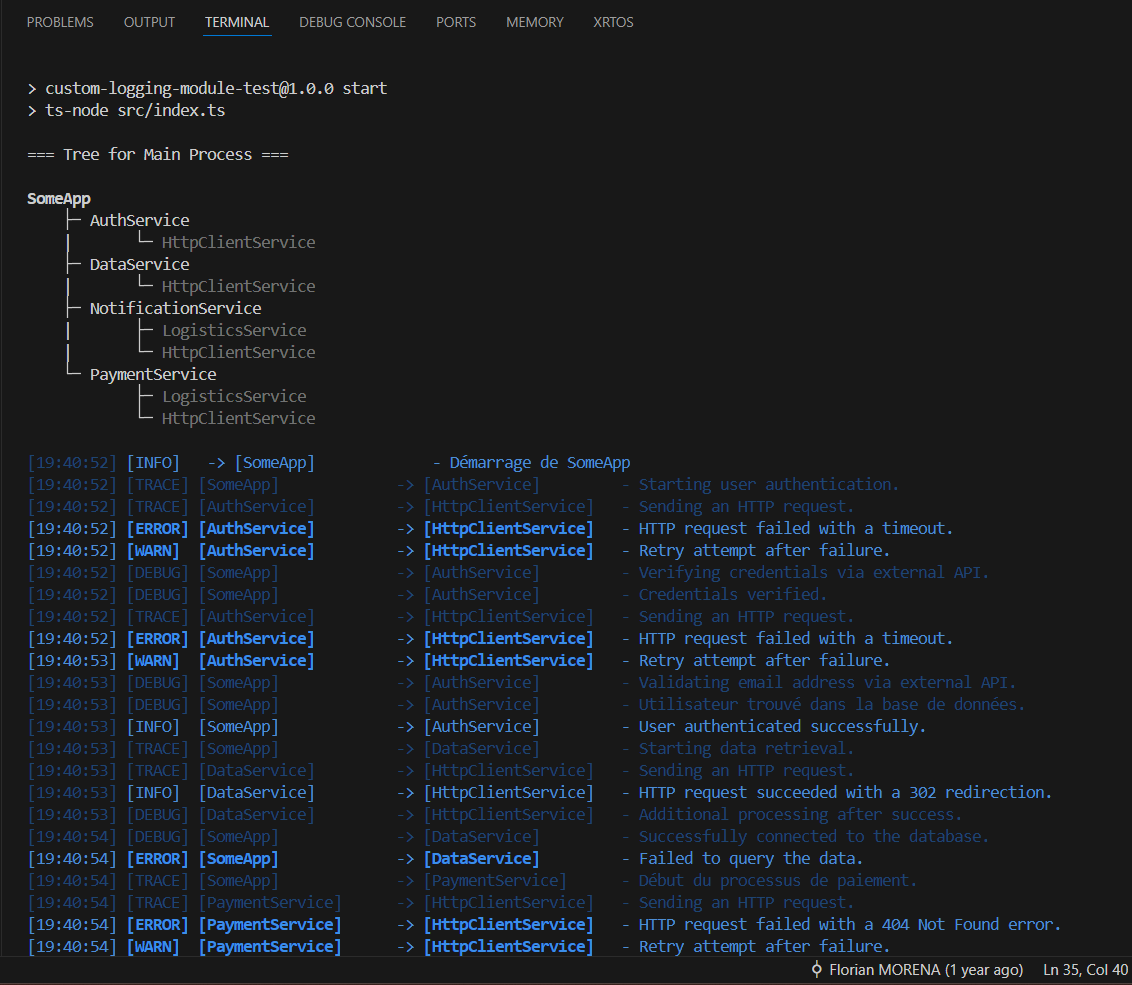 PROBLEMS OUTPUT TERMINAL DEBUG CONSOLE PORTS MEMORY XRTOS
> custom-logging-module-test@1.0.0 start
> ts-node src/index.ts
=== Tree for Main Process ===
SomeApp
├─ AuthService
│ └─ HttpClientService
├─ DataService
│ └─ HttpClientService
├─ NotificationService
│ ├─ LogisticsService
│ └─ HttpClientService
└─ PaymentService
├─ LogisticsService
└─ HttpClientService
[19:40:52] [INFO] -> [SomeApp] - Démarrage de SomeApp
[19:40:52] [TRACE] [SomeApp] -> [AuthService] - Starting user authentication.
[19:40:52] [TRACE] [AuthService] -> [HttpClientService] - Sending an HTTP request.
[19:40:52] [ERROR] [AuthService] -> [HttpClientService] - HTTP request failed with a timeout.
[19:40:52] [WARN] [AuthService] -> [HttpClientService] - Retry attempt after failure.
[19:40:52] [DEBUG] [SomeApp] -> [AuthService] - Verifying credentials via external API.
[19:40:52] [DEBUG] [SomeApp] -> [AuthService] - Credentials verified.
[19:40:52] [TRACE] [AuthService] -> [HttpClientService] - Sending an HTTP request.
[19:40:52] [ERROR] [AuthService] -> [HttpClientService] - HTTP request failed with a timeout.
[19:40:53] [WARN] [AuthService] -> [HttpClientService] - Retry attempt after failure.
[19:40:53] [DEBUG] [SomeApp] -> [AuthService] - Validating email address via external API.
[19:40:53] [DEBUG] [SomeApp] -> [AuthService] - Utilisateur trouvé dans la base de données.
[19:40:53] [INFO] [SomeApp] -> [AuthService] - User authenticated successfully.
[19:40:53] [TRACE] [SomeApp] -> [DataService] - Starting data retrieval.
[19:40:53] [TRACE] [DataService] -> [HttpClientService] - Sending an HTTP request.
[19:40:53] [INFO] [DataService] -> [HttpClientService] - HTTP request succeeded with a 302 redirection.
[19:40:53] [DEBUG] [DataService] -> [HttpClientService] - Additional processing after success.
[19:40:54] [DEBUG] [SomeApp] -> [DataService] - Successfully connected to the database.
[19:40:54] [ERROR] [SomeApp] -> [DataService] - Failed to query the data.
[19:40:54] [TRACE] [SomeApp] -> [PaymentService] - Début du processus de paiement.
[19:40:54] [TRACE] [PaymentService] -> [HttpClientService] - Sending an HTTP request.
[19:40:54] [ERROR] [PaymentService] -> [HttpClientService] - HTTP request failed with a 404 Not Found error.
[19:40:54] [WARN] [PaymentService] -> [HttpClientService] - Retry attempt after failure.
Florian MORENA (1 year ago) Ln 35, Col 40